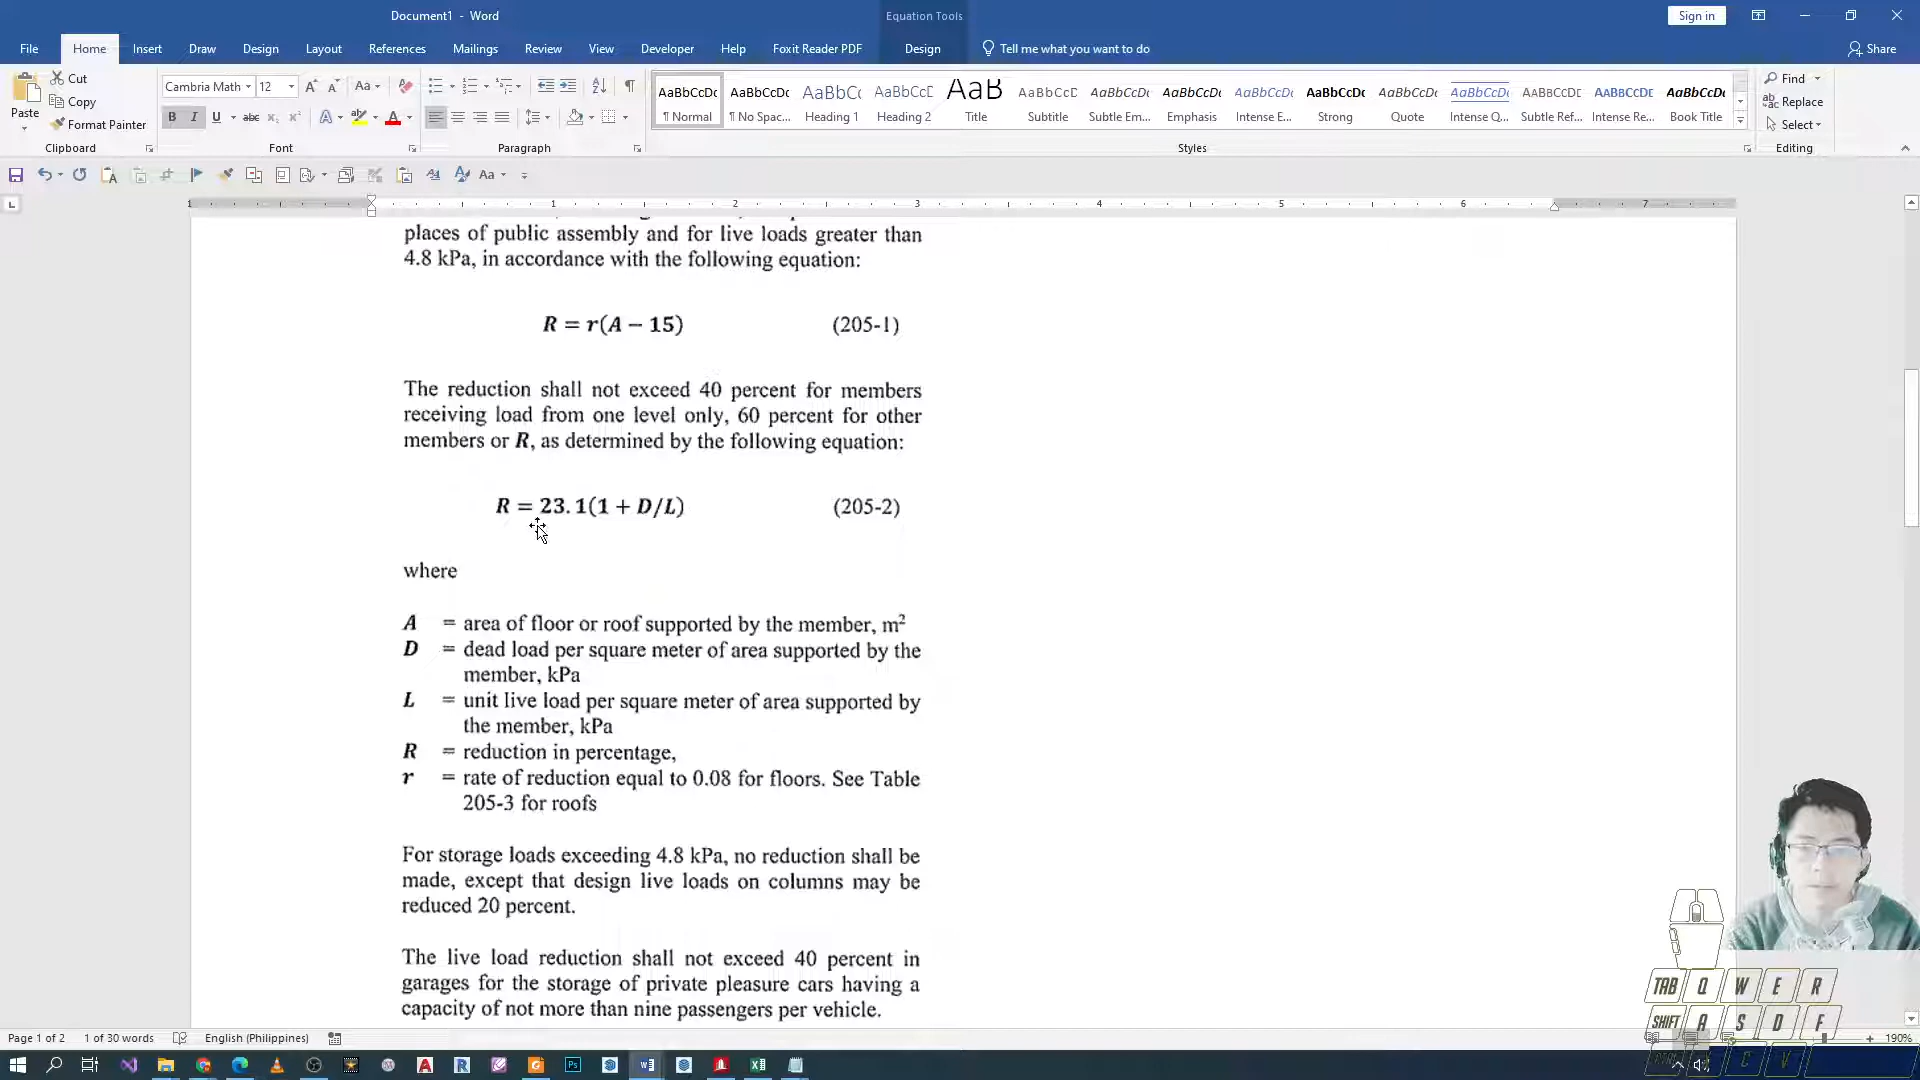 Document1 - Word
Equation Tools
Sign in
File Home Insert Draw Design Layout References Mailings Review View Developer Help Foxit Reader PDF Design Tell me what you want to do Share
Paste
Cut
Copy
Format Painter
Clipboard
Cambria Math 12
Font
Paragraph
AaBbCcDc AaBbCcDc AaBbCc AaBbCcD AaB AaBbCcD AaBbCcDc AaBbCcDc AaBbCcDc AaBbCcDc AaBbCcDc AaBbCcDc AABBCCDE AABBCCDE AaBbCcDc
¶ Normal ¶ No Spac... Heading 1 Heading 2 Title Subtitle Subtle Em... Emphasis Intense E... Strong Quote Intense Q... Subtle Ref... Intense Re... Book Title
Styles
Find
Replace
Select
Editing
1 1 2 3 4 5 6 7
places of public assembly and for live loads greater than
4.8 kPa, in accordance with the following equation:
R = r(A − 15) (205-1)
The reduction shall not exceed 40 percent for members
receiving load from one level only, 60 percent for other
members or R, as determined by the following equation:
R = 23.1(1 + D/L) (205-2)
where
A = area of floor or roof supported by the member, m²
D = dead load per square meter of area supported by the
member, kPa
L = unit live load per square meter of area supported by
the member, kPa
R = reduction in percentage,
r = rate of reduction equal to 0.08 for floors. See Table
205-3 for roofs
For storage loads exceeding 4.8 kPa, no reduction shall be
made, except that design live loads on columns may be
reduced 20 percent.
The live load reduction shall not exceed 40 percent in
garages for the storage of private pleasure cars having a
capacity of not more than nine passengers per vehicle.
TAB Q W E R
SHIFT A S D F
C V
Page 1 of 2 1 of 30 words English (Philippines) 190%